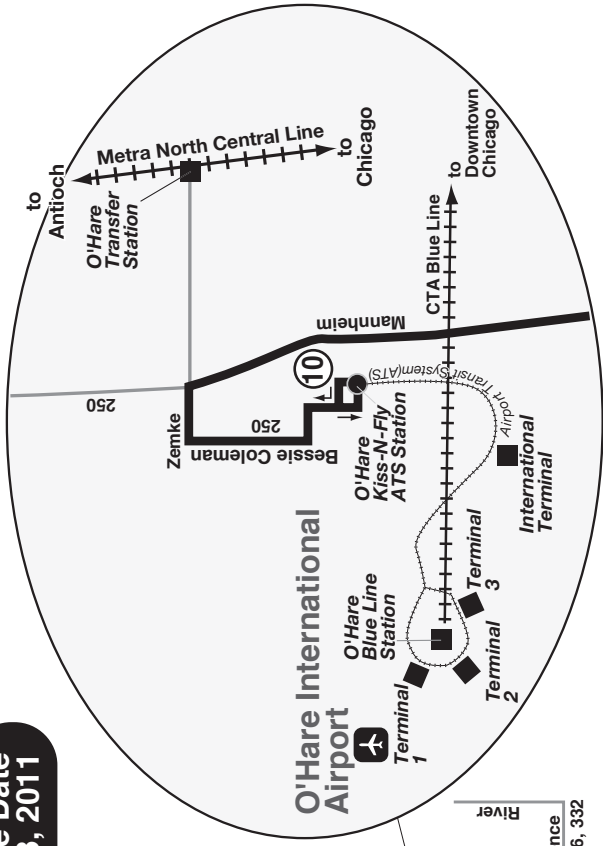 to
Antioch
Metra North Central Line
to
Chicago
O'Hare
Transfer
Station
to
Downtown
Chicago
CTA Blue Line
Mannheim
250
Zemke
250
Bessie Coleman
10
O'Hare
Kiss-N-Fly
ATS Station
Airport Transit System(ATS)
International
Terminal
O'Hare International
Airport
O'Hare
Blue Line
Station
Terminal
1
Terminal
2
Terminal
3
Date
, 2011
River
332